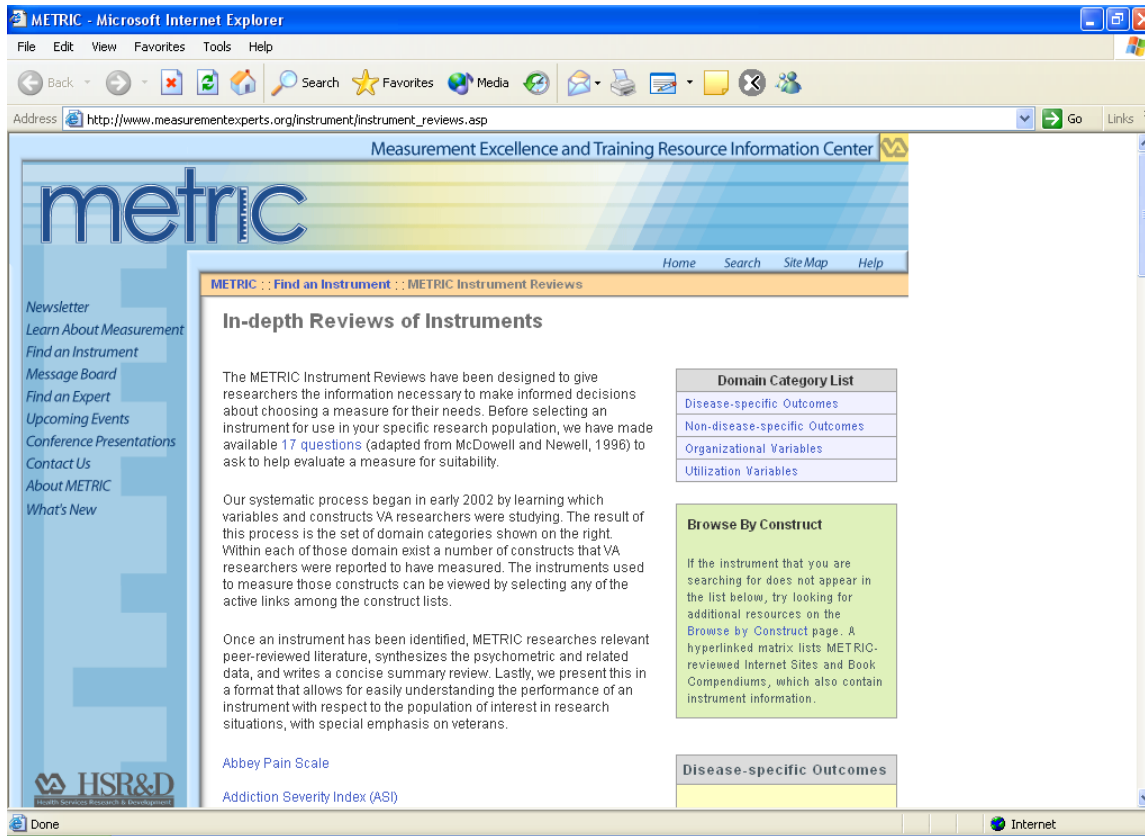 METRIC - Microsoft Internet Explorer
File Edit View Favorites Tools Help
Back Search Favorites Media
Address http://www.measurementexperts.org/instrument/instrument_reviews.asp Go Links
Measurement Excellence and Training Resource Information Center VA
metric
Home Search Site Map Help
METRIC :: Find an Instrument :: METRIC Instrument Reviews
Newsletter
Learn About Measurement
Find an Instrument
Message Board
Find an Expert
Upcoming Events
Conference Presentations
Contact Us
About METRIC
What's New
VA HSR&D
Health Services Research & Development
In-depth Reviews of Instruments
The METRIC Instrument Reviews have been designed to give
researchers the information necessary to make informed decisions
about choosing a measure for their needs. Before selecting an
instrument for use in your specific research population, we have made
available 17 questions (adapted from McDowell and Newell, 1996) to
ask to help evaluate a measure for suitability.
Our systematic process began in early 2002 by learning which
variables and constructs VA researchers were studying. The result of
this process is the set of domain categories shown on the right.
Within each of those domain exist a number of constructs that VA
researchers were reported to have measured. The instruments used
to measure those constructs can be viewed by selecting any of the
active links among the construct lists.
Once an instrument has been identified, METRIC researches relevant
peer-reviewed literature, synthesizes the psychometric and related
data, and writes a concise summary review. Lastly, we present this in
a format that allows for easily understanding the performance of an
instrument with respect to the population of interest in research
situations, with special emphasis on veterans.
Abbey Pain Scale
Addiction Severity Index (ASI)
Domain Category List
Disease-specific Outcomes
Non-disease-specific Outcomes
Organizational Variables
Utilization Variables
Browse By Construct
If the instrument that you are
searching for does not appear in
the list below, try looking for
additional resources on the
Browse by Construct page. A
hyperlinked matrix lists METRIC-
reviewed Internet Sites and Book
Compendiums, which also contain
instrument information.
Disease-specific Outcomes
Done Internet